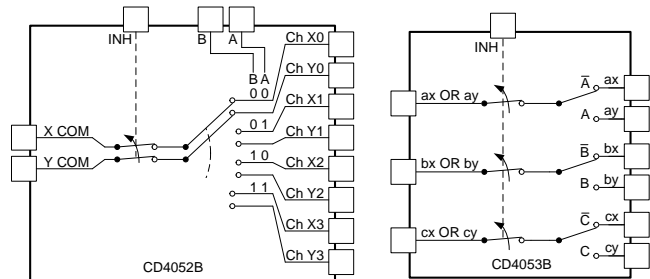 INH
B
A
Ch X0
B A
Ch Y0
0 0
Ch X1
0 1
X COM
Ch Y1
1 0
Ch X2
Y COM
Ch Y2
1 1
Ch X3
Ch Y3
CD4052B
INH
A̅ ax
ax OR ay
A ay
B̅ bx
bx OR by
B by
C̅ cx
cx OR cy
C cy
CD4053B